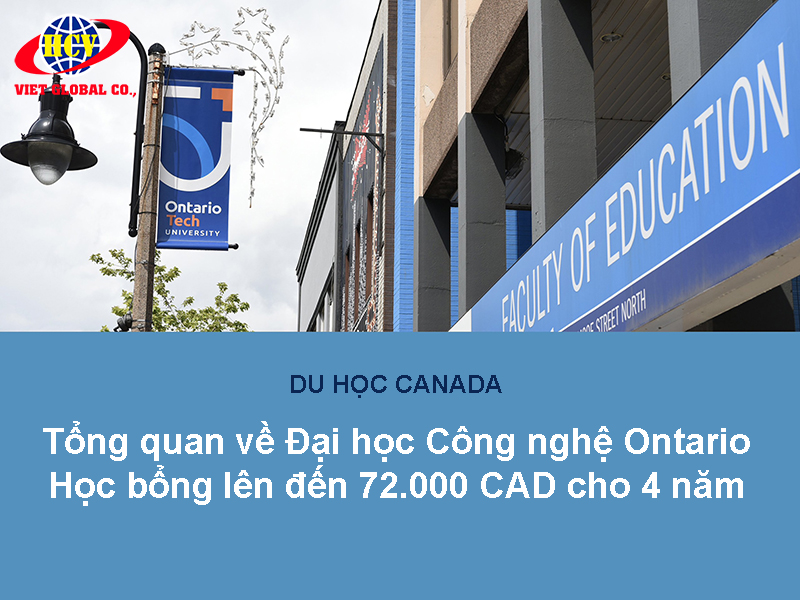 HCV
VIET GLOBAL CO.,
Ontario
Tech
UNIVERSITY
FACULTY OF EDUCATION
STREET NORTH
DU HỌC CANADA
Tổng quan về Đại học Công nghệ Ontario
Học bổng lên đến 72.000 CAD cho 4 năm